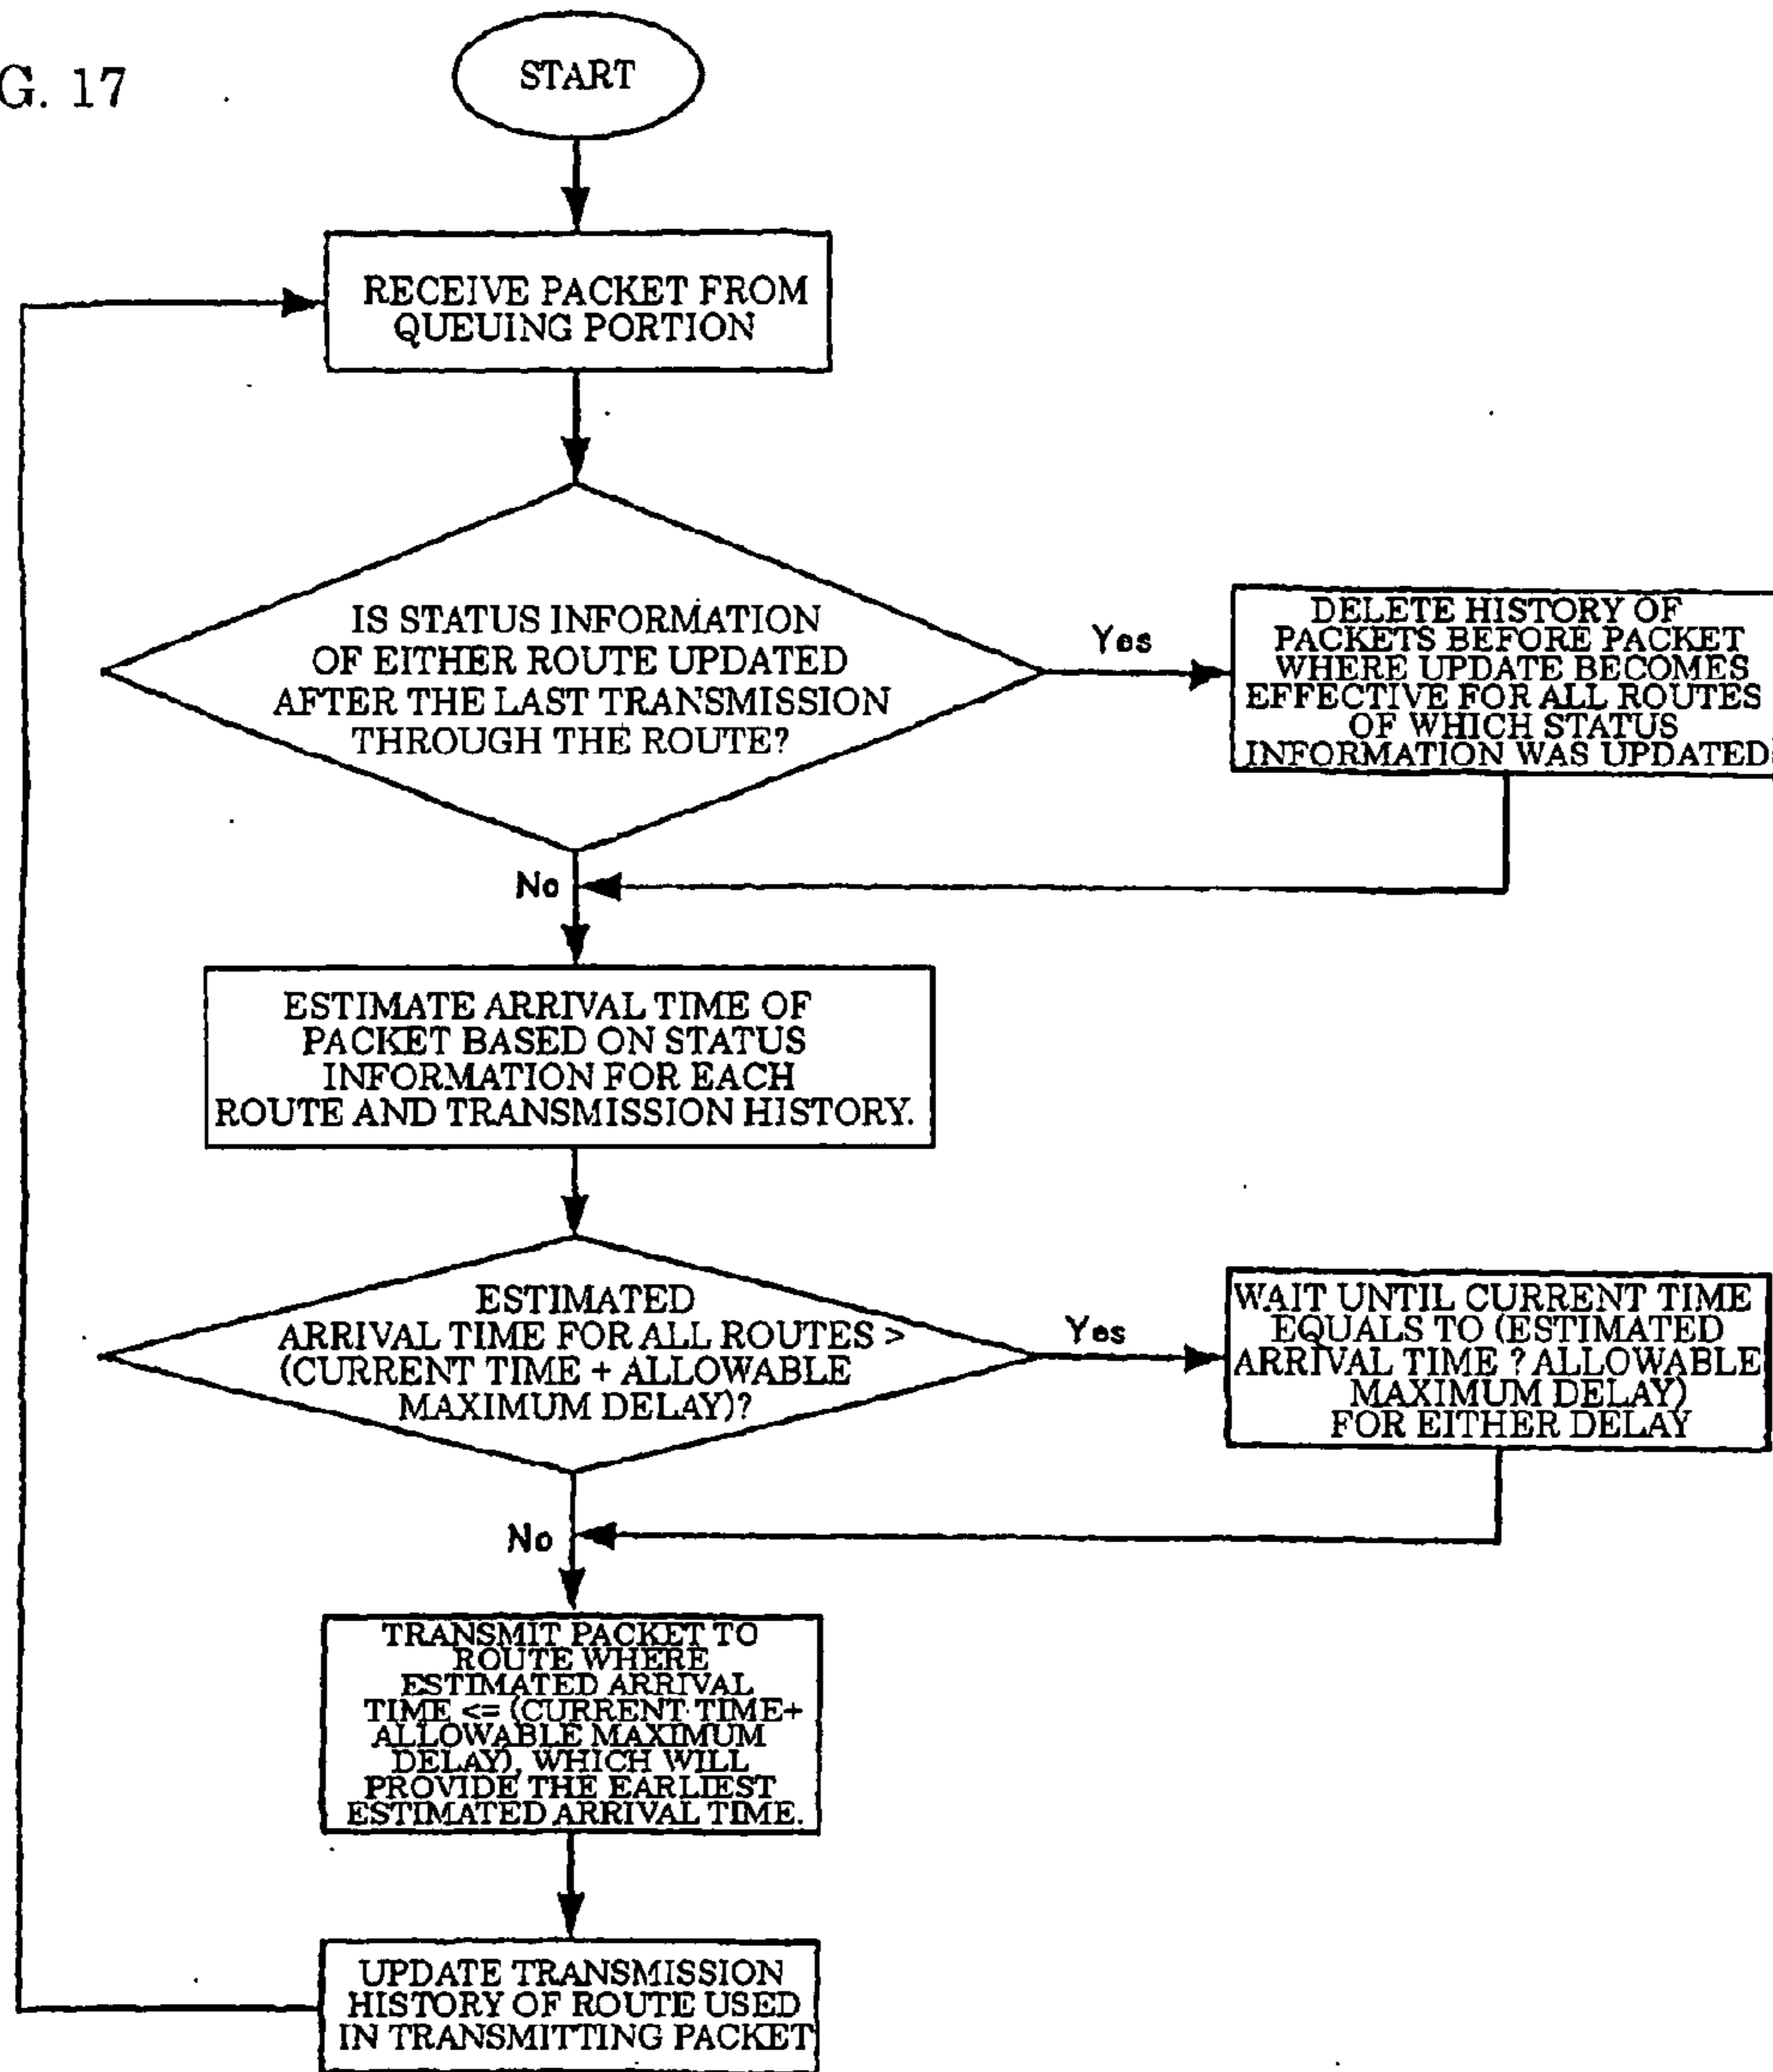 G. 17
START
RECEIVE PACKET FROM
QUEUING PORTION
IS STATUS INFORMATION
OF EITHER ROUTE UPDATED
AFTER THE LAST TRANSMISSION
THROUGH THE ROUTE?
Yes
DELETE HISTORY OF
PACKETS BEFORE PACKET
WHERE UPDATE BECOMES
EFFECTIVE FOR ALL ROUTES
OF WHICH STATUS
INFORMATION WAS UPDATED
No
ESTIMATE ARRIVAL TIME OF
PACKET BASED ON STATUS
INFORMATION FOR EACH
ROUTE AND TRANSMISSION HISTORY.
ESTIMATED
ARRIVAL TIME FOR ALL ROUTES >
(CURRENT TIME + ALLOWABLE
MAXIMUM DELAY)?
Yes
WAIT UNTIL CURRENT TIME
EQUALS TO (ESTIMATED
ARRIVAL TIME ? ALLOWABLE
MAXIMUM DELAY)
FOR EITHER DELAY
No
TRANSMIT PACKET TO
ROUTE WHERE
ESTIMATED ARRIVAL
TIME <= (CURRENT TIME+
ALLOWABLE MAXIMUM
DELAY), WHICH WILL
PROVIDE THE EARLIEST
ESTIMATED ARRIVAL TIME.
UPDATE TRANSMISSION
HISTORY OF ROUTE USED
IN TRANSMITTING PACKET